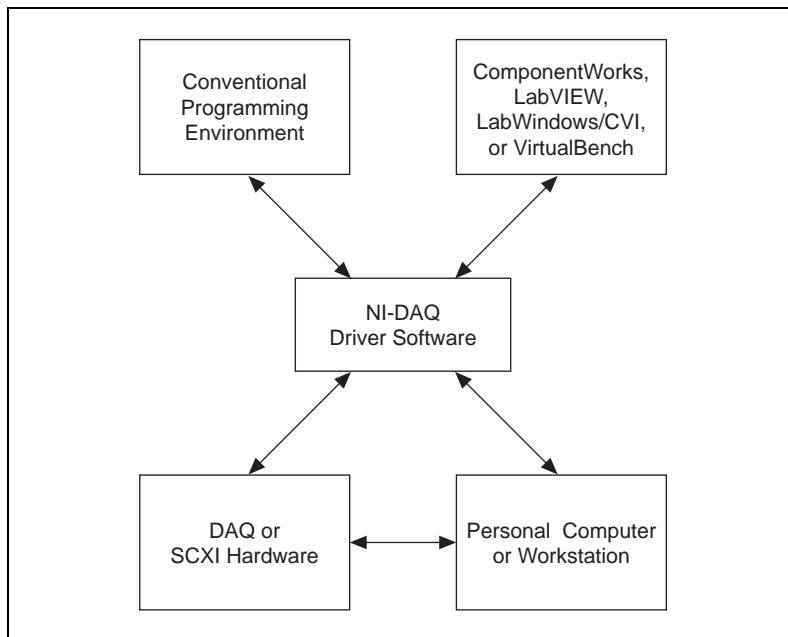 Conventional
Programming
Environment
ComponentWorks,
LabVIEW,
LabWindows/CVI,
or VirtualBench
NI-DAQ
Driver Software
DAQ or
SCXI Hardware
Personal Computer
or Workstation